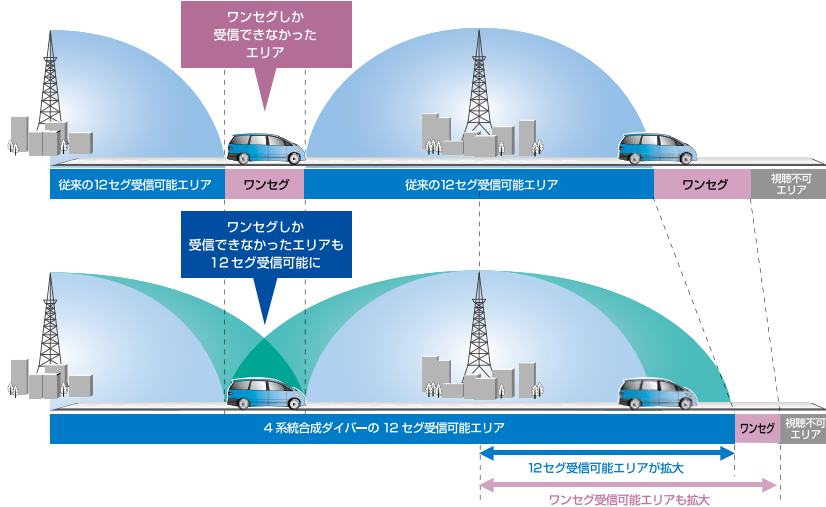 ワンセグしか
受信できなかった
エリア
従来の12セグ受信可能エリア
ワンセグ
従来の12セグ受信可能エリア
ワンセグ
視聴不可
エリア
ワンセグしか
受信できなかったエリアも
12セグ受信可能に
4系統合成ダイバーの12セグ受信可能エリア
ワンセグ
視聴不可
エリア
12セグ受信可能エリアが拡大
ワンセグ受信可能エリアも拡大